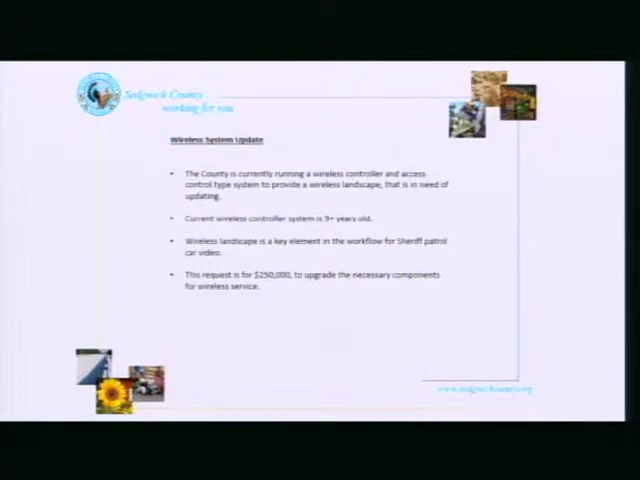 Sedgwick County
working for you
Wireless System Update
• The County is currently running a wireless controller and access
control type system to provide a wireless landscape, that is in need of
updating.
• Current wireless controller system is 9+ years old.
• Wireless landscape is a key element in the workflow for Sheriff patrol
car video.
• This request is for $250,000, to upgrade the necessary components
for wireless service.
www.sedgwickcounty.org